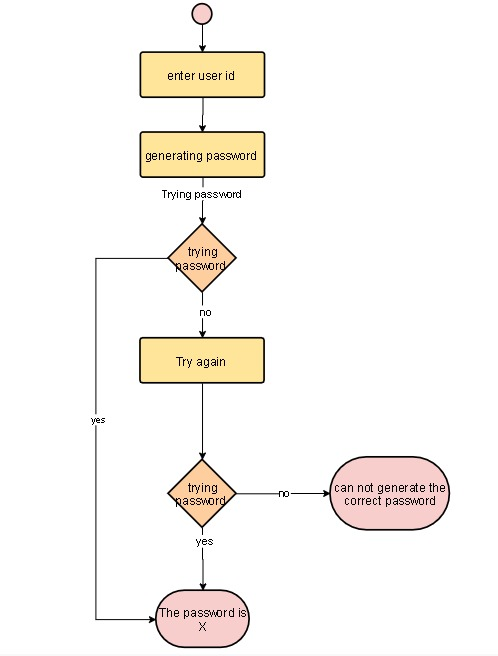 enter user id
generating password
Trying password
trying
password
no
Try again
yes
trying
password
no
can not generate the
correct password
yes
The password is
X